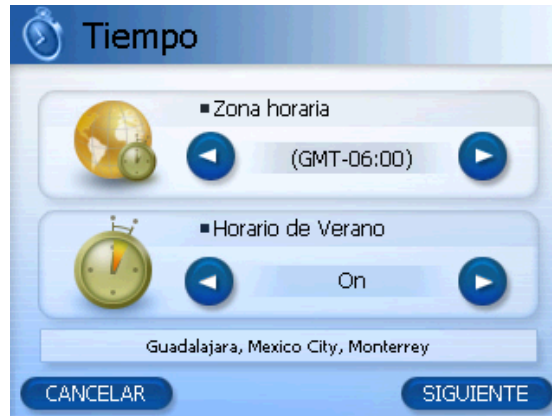 Tiempo
Zona horaria
(GMT-06:00)
Horario de Verano
On
Guadalajara, Mexico City, Monterrey
CANCELAR
SIGUIENTE